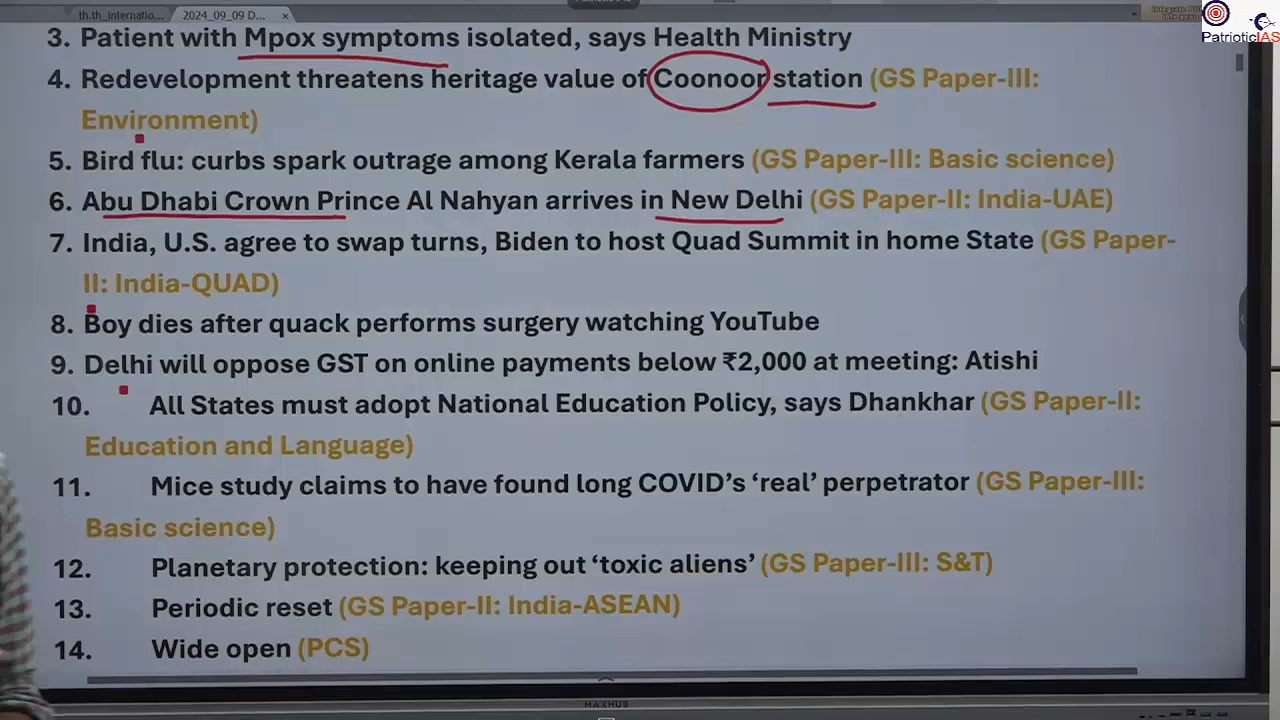 th.th_internatio...
2024_09_09 D...
PatrioticIAS
3. Patient with Mpox symptoms isolated, says Health Ministry
4. Redevelopment threatens heritage value of Coonoor station (GS Paper-III:
Environment)
5. Bird flu: curbs spark outrage among Kerala farmers (GS Paper-III: Basic science)
6. Abu Dhabi Crown Prince Al Nahyan arrives in New Delhi (GS Paper-II: India-UAE)
7. India, U.S. agree to swap turns, Biden to host Quad Summit in home State (GS Paper-
II: India-QUAD)
8. Boy dies after quack performs surgery watching YouTube
9. Delhi will oppose GST on online payments below ₹2,000 at meeting: Atishi
10. All States must adopt National Education Policy, says Dhankhar (GS Paper-II:
Education and Language)
11. Mice study claims to have found long COVID’s ‘real’ perpetrator (GS Paper-III:
Basic science)
12. Planetary protection: keeping out ‘toxic aliens’ (GS Paper-III: S&T)
13. Periodic reset (GS Paper-II: India-ASEAN)
14. Wide open (PCS)
MAXHUB